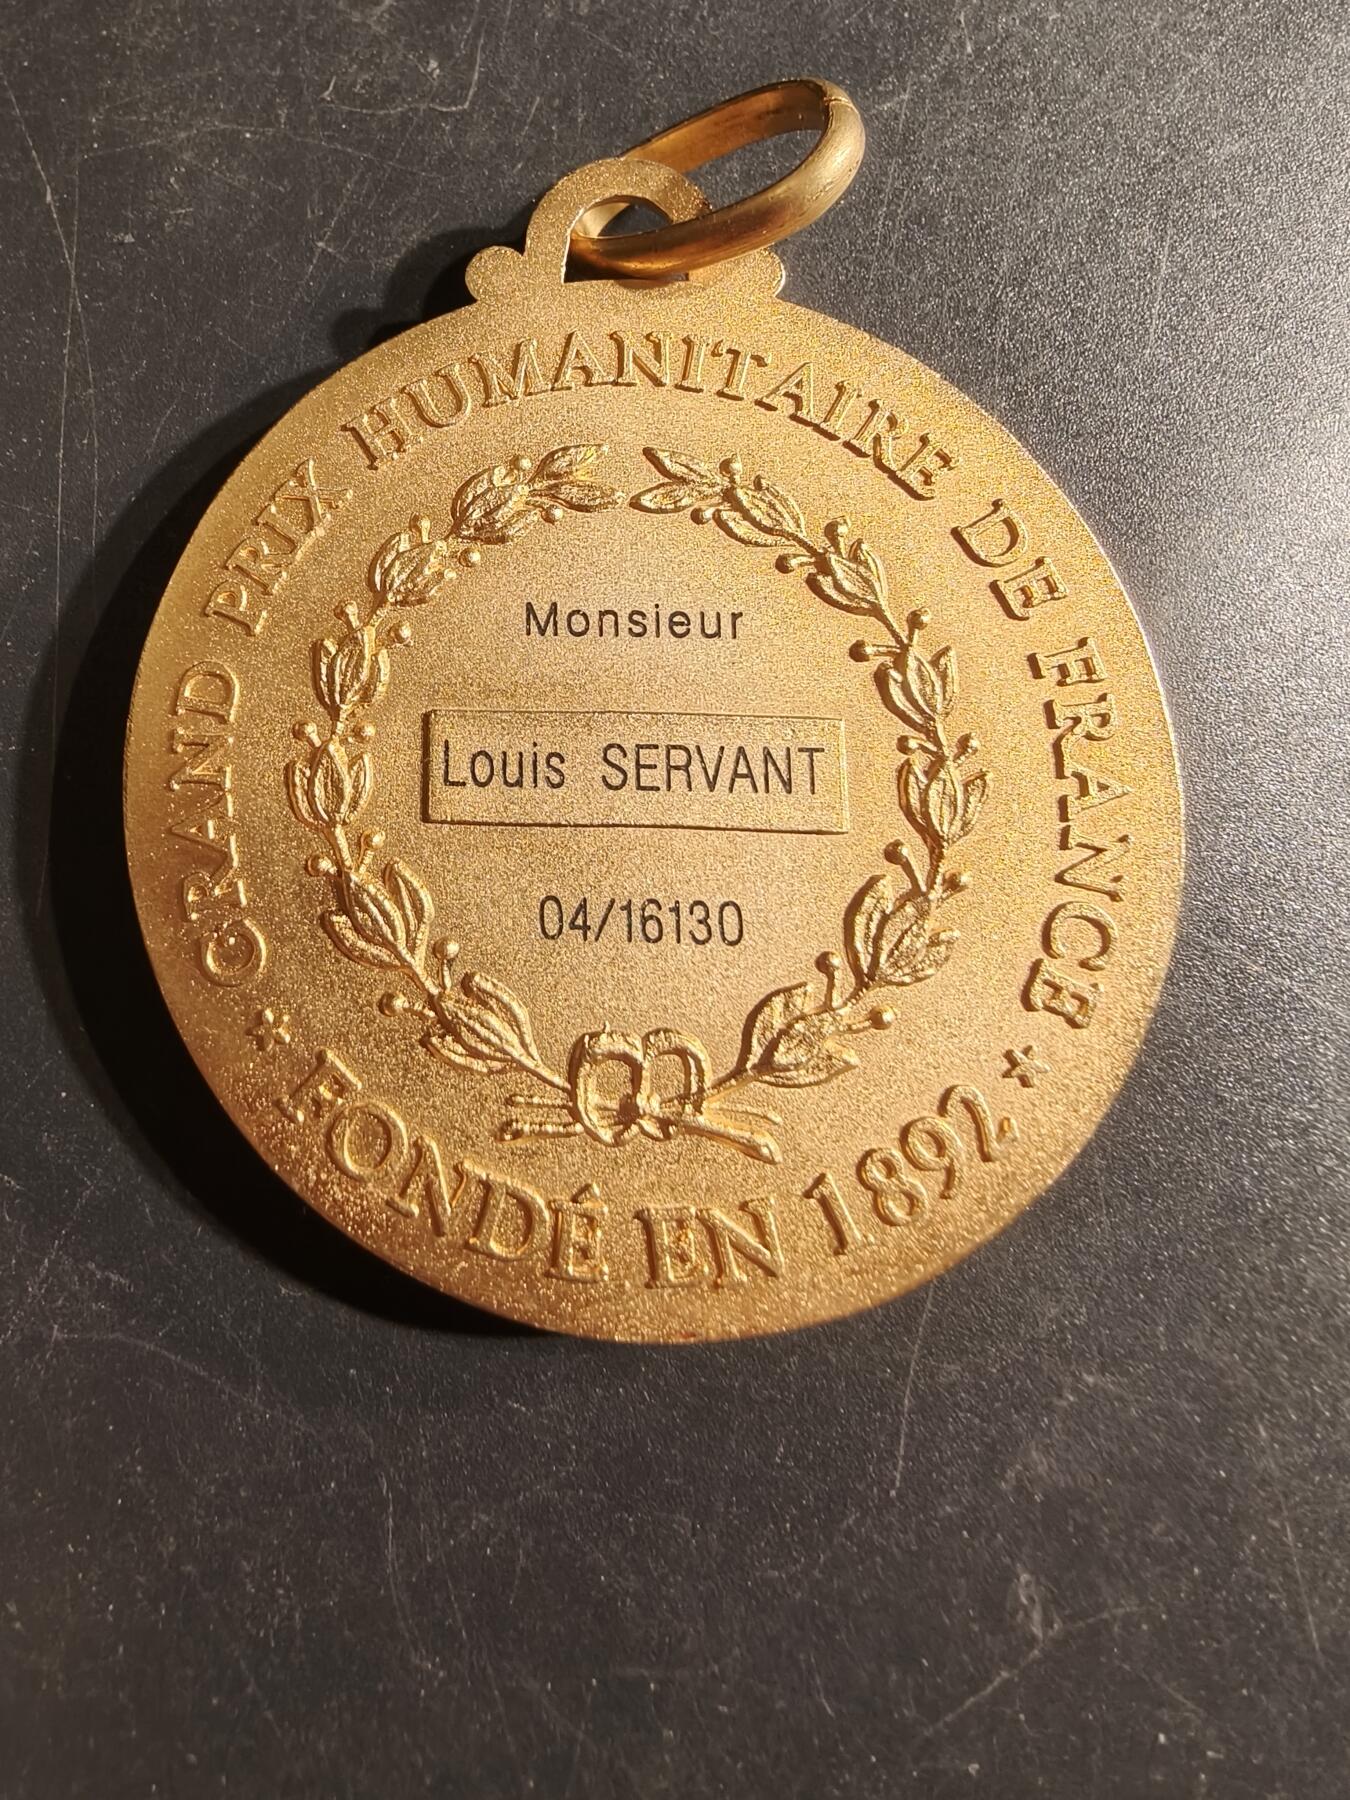 GRAND PRIX HUMANITAIRE DE FRANCE
Monsieur
Louis SERVANT
04/16130
FONDÉ EN 1892